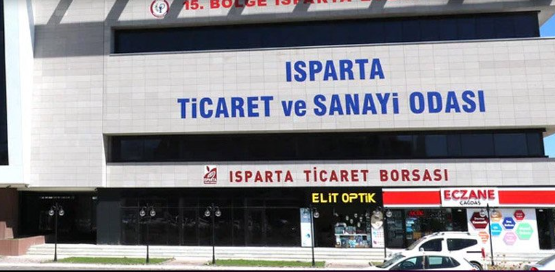 15. BÖLGE ISPARTA
ISPARTA
TİCARET ve SANAYİ ODASI
ISPARTA TİCARET BORSASI
ELİT OPTİK
ECZANE
ÇAĞDAŞ